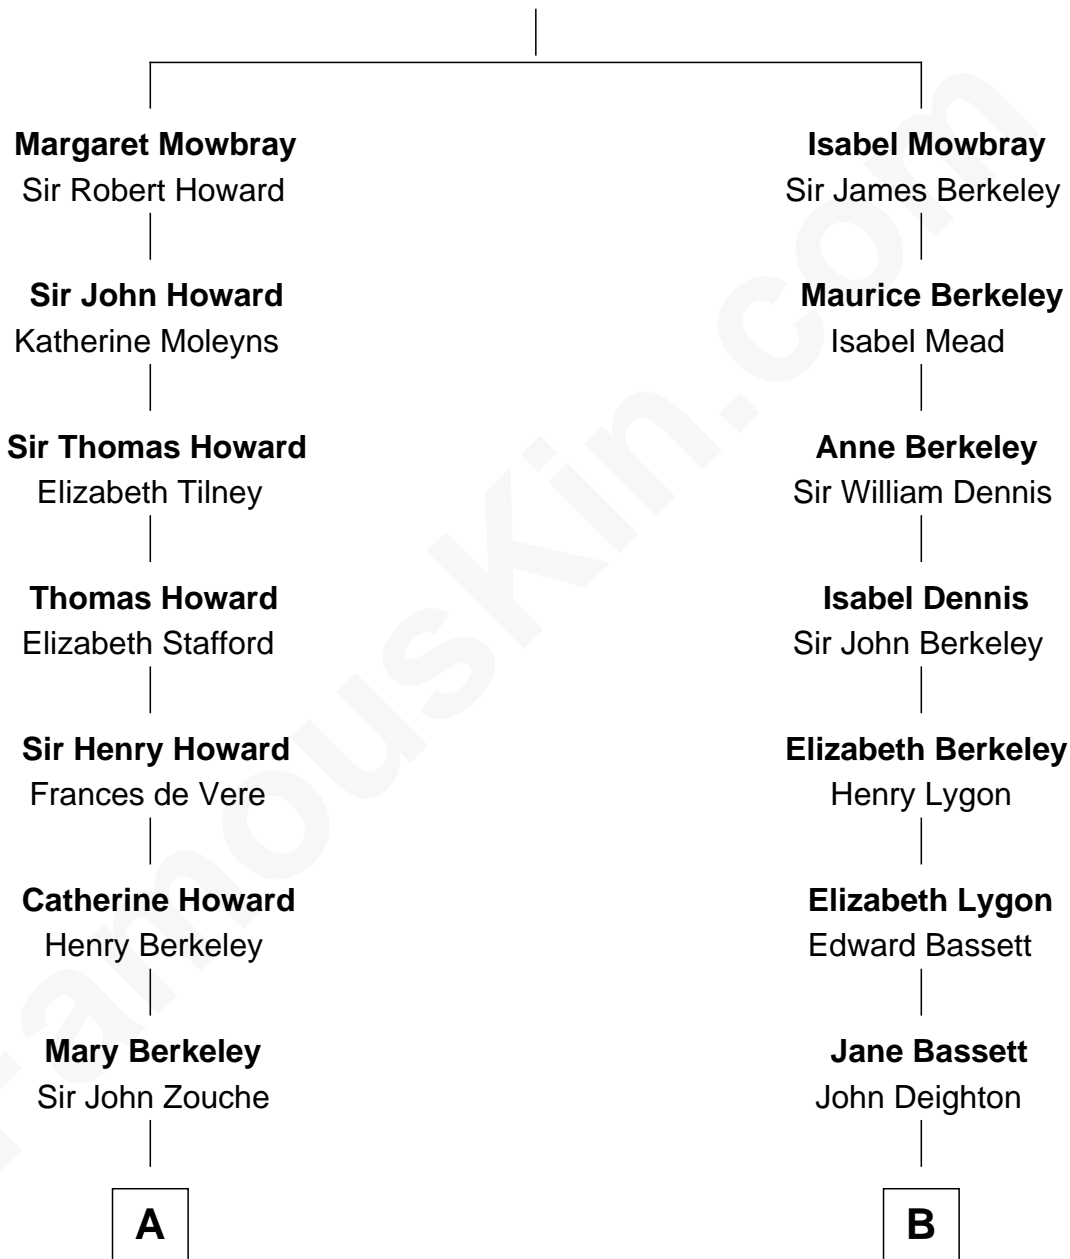 Margaret Mowbray
Sir Robert Howard
Sir John Howard
Katherine Moleyns
Sir Thomas Howard
Elizabeth Tilney
Thomas Howard
Elizabeth Stafford
Sir Henry Howard
Frances de Vere
Catherine Howard
Henry Berkeley
Mary Berkeley
Sir John Zouche
A
Isabel Mowbray
Sir James Berkeley
Maurice Berkeley
Isabel Mead
Anne Berkeley
Sir William Dennis
Isabel Dennis
Sir John Berkeley
Elizabeth Berkeley
Henry Lygon
Elizabeth Lygon
Edward Bassett
Jane Bassett
John Deighton
B
FamousKin.com